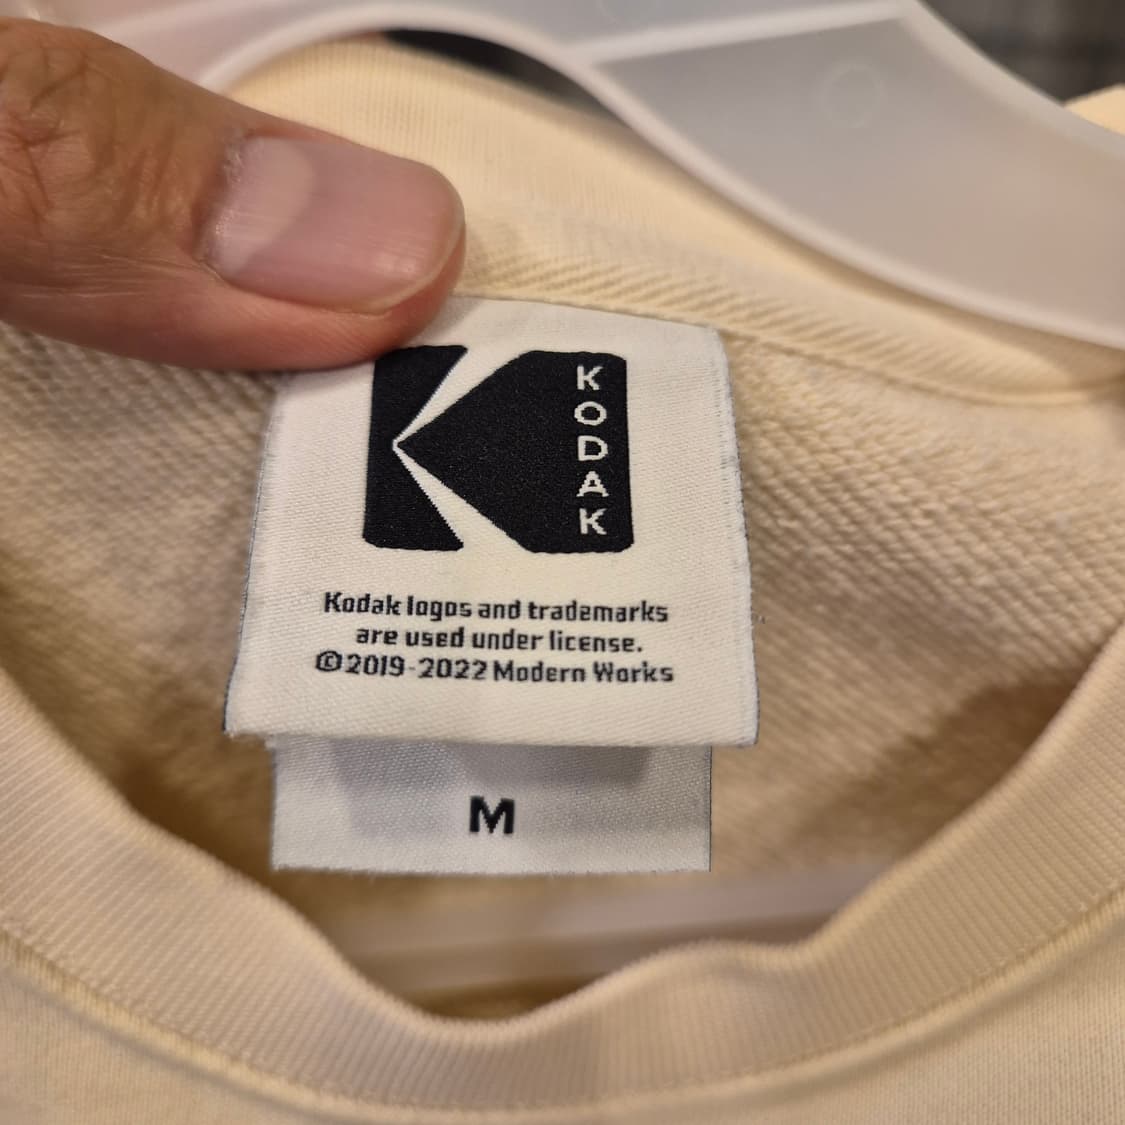 KODAK
Kodak logos and trademarks
are used under license.
©2019-2022 Modern Works
M